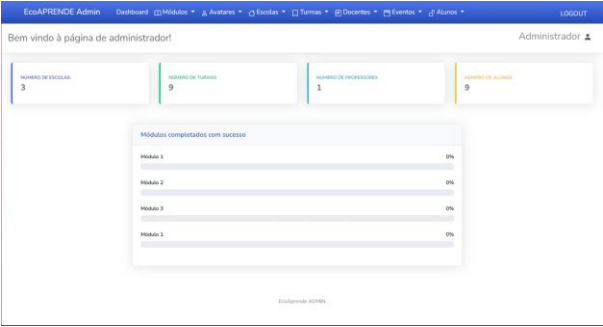 EcoAPRENDE Admin Dashboard Módulos Avatares Escolas Turmas Docentes Eventos Alunos LOGOUT
Bem vindo à página de administrador! Administrador
NÚMERO DE ESCOLAS NÚMERO DE TURMAS NÚMERO DE PROFESSORES NÚMERO DE ALUNOS
3 9 1 9
Módulos completados com sucesso
Módulo 1 0%
Módulo 2 0%
Módulo 3 0%
Módulo 1 0%
EcoAprende ADMIN